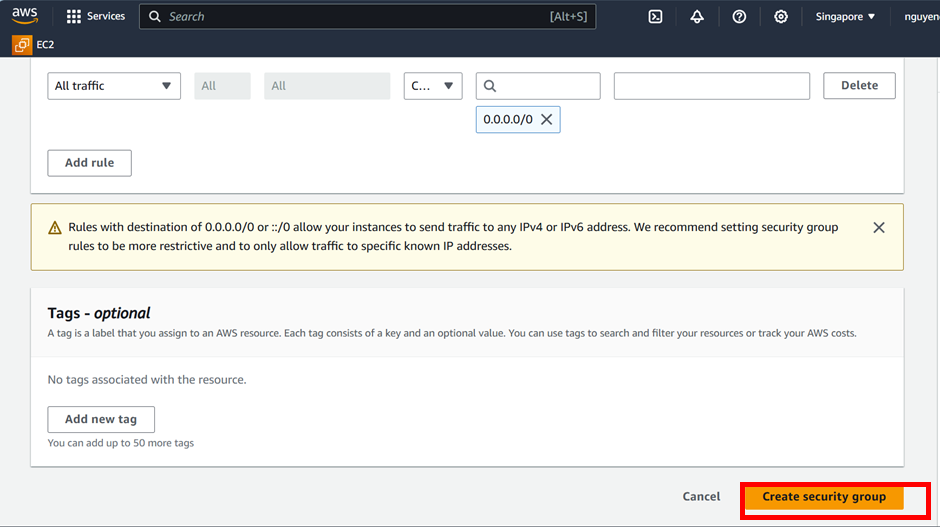 aws
Services
Search
[Alt+S]
Singapore
EC2
All traffic
All
All
C...
Delete
0.0.0.0/0
Add rule
Rules with destination of 0.0.0.0/0 or ::/0 allow your instances to send traffic to any IPv4 or IPv6 address. We recommend setting security group
rules to be more restrictive and to only allow traffic to specific known IP addresses.
Tags - optional
A tag is a label that you assign to an AWS resource. Each tag consists of a key and an optional value. You can use tags to search and filter your resources or track your AWS costs.
No tags associated with the resource.
Add new tag
You can add up to 50 more tags
Cancel
Create security group